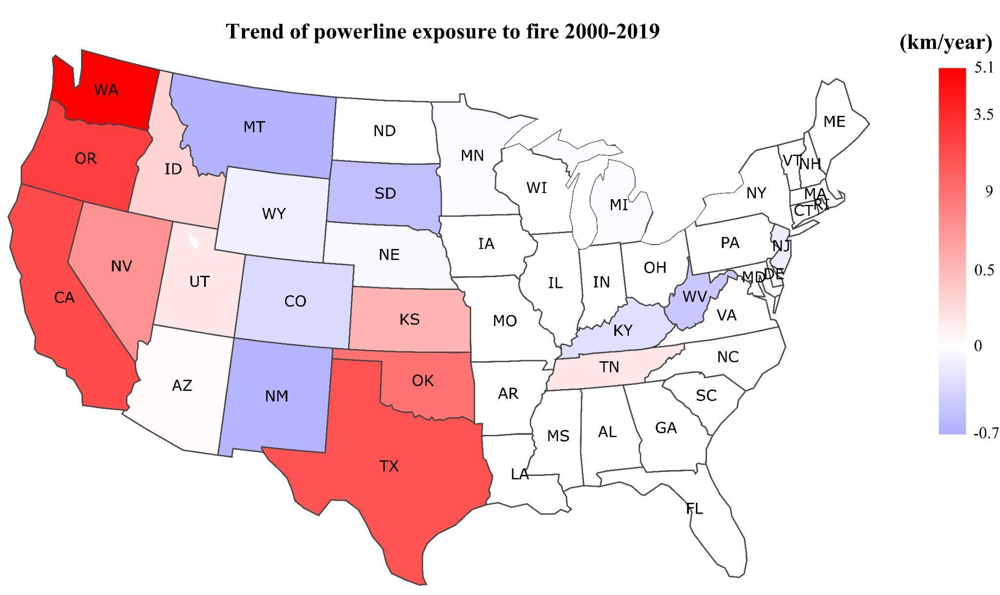 Trend of powerline exposure to fire 2000-2019
(km/year)
5.1
3.5
9
0.5
0
-0.7
WA
MT
ND
ME
OR
ID
MN
VT
NH
SD
WI
NY
MA
MI
RI
CT
WY
IA
PA
NJ
NE
NV
OH
MD
DE
UT
IL
IN
CA
CO
WV
KS
MO
KY
VA
NC
TN
AZ
OK
NM
AR
SC
MS
AL
GA
TX
LA
FL